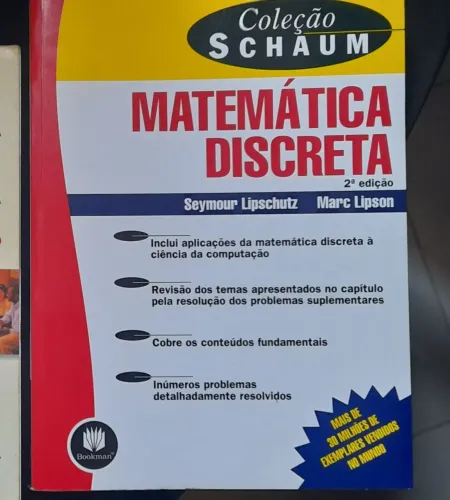 Coleção
SCHAUM
MATEMÁTICA
DISCRETA
2ª edição
Seymour Lipschutz Marc Lipson
Inclui aplicações da matemática discreta à
ciência da computação
Revisão dos temas apresentados no capítulo
pela resolução dos problemas suplementares
Cobre os conteúdos fundamentais
Inúmeros problemas
detalhadamente resolvidos
MAIS DE
30 MILHÕES DE
EXEMPLARES VENDIDOS
NO MUNDO
Bookman